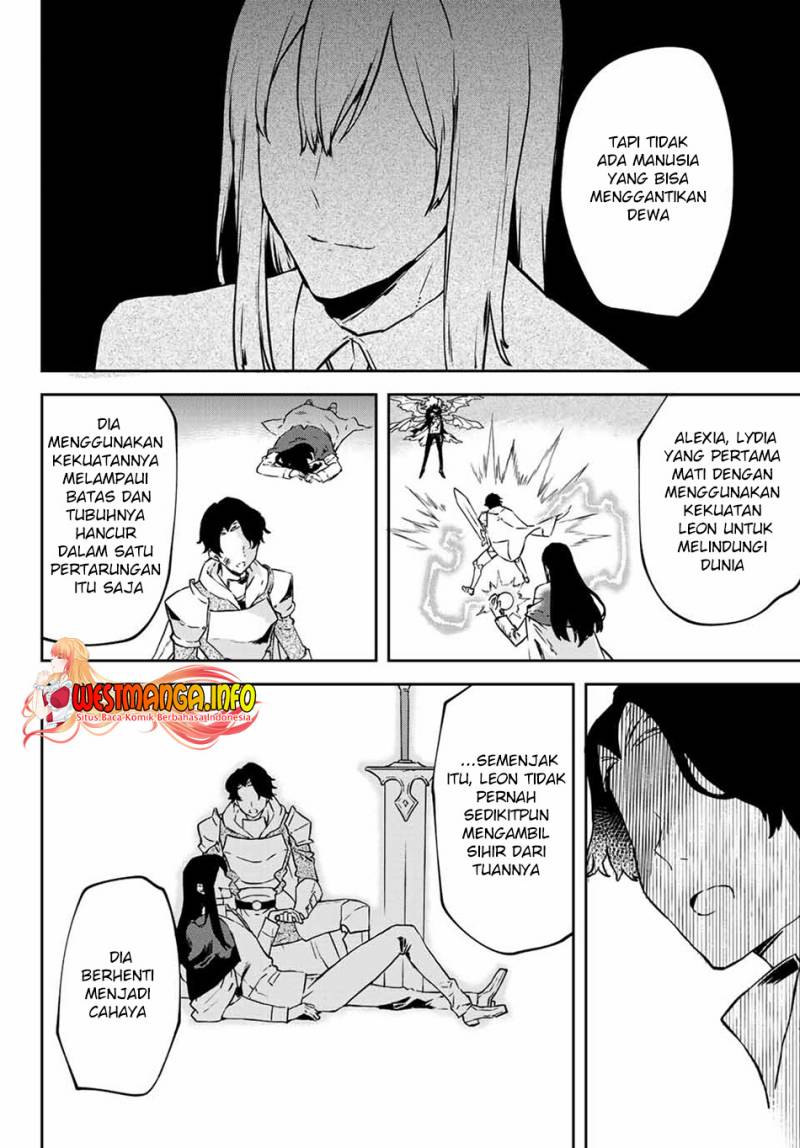 TAPI TIDAK
ADA MANUSIA
YANG BISA
MENGGANTIKAN
DEWA
ALEXIA, LYDIA
YANG PERTAMA
MATI DENGAN
MENGGUNAKAN
KEKUATAN
LEON UNTUK
MELINDUNGI
DUNIA
DIA
MENGGUNAKAN
KEKUATANNYA
MELAMPAUI
BATAS DAN
TUBUHNYA
HANCUR
DALAM SATU
PERTARUNGAN
ITU SAJA
WESTMANGA.INFO
Situs Baca Komik Berbahasa Indonesia
...SEMENJAK
ITU, LEON TIDAK
PERNAH
SEDIKITPUN
MENGAMBIL
SIHIR DARI
TUANNYA
DIA
BERHENTI
MENJADI
CAHAYA